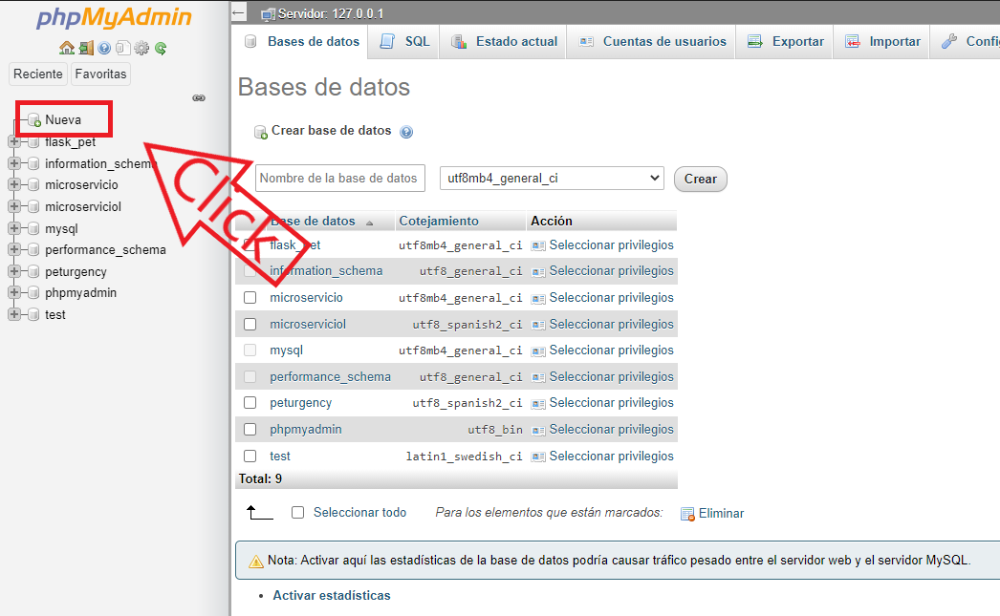 phpMyAdmin
Servidor: 127.0.0.1
Bases de datos SQL Estado actual Cuentas de usuarios Exportar Importar Confi
Reciente Favoritas
Nueva
flask_pet
information_schema
microservicio
microserviciol
mysql
performance_schema
peturgency
phpmyadmin
test
Click
Bases de datos
Crear base de datos
Nombre de la base de datos utf8mb4_general_ci Crear
Base de datos Cotejamiento Acción
flask_pet utf8mb4_general_ci Seleccionar privilegios
information_schema utf8_general_ci Seleccionar privilegios
microservicio utf8mb4_general_ci Seleccionar privilegios
microserviciol utf8_spanish2_ci Seleccionar privilegios
mysql utf8mb4_general_ci Seleccionar privilegios
performance_schema utf8_general_ci Seleccionar privilegios
peturgency utf8_spanish2_ci Seleccionar privilegios
phpmyadmin utf8_bin Seleccionar privilegios
test latin1_swedish_ci Seleccionar privilegios
Total: 9
Seleccionar todo Para los elementos que están marcados: Eliminar
Nota: Activar aquí las estadísticas de la base de datos podría causar tráfico pesado entre el servidor web y el servidor MySQL.
• Activar estadísticas